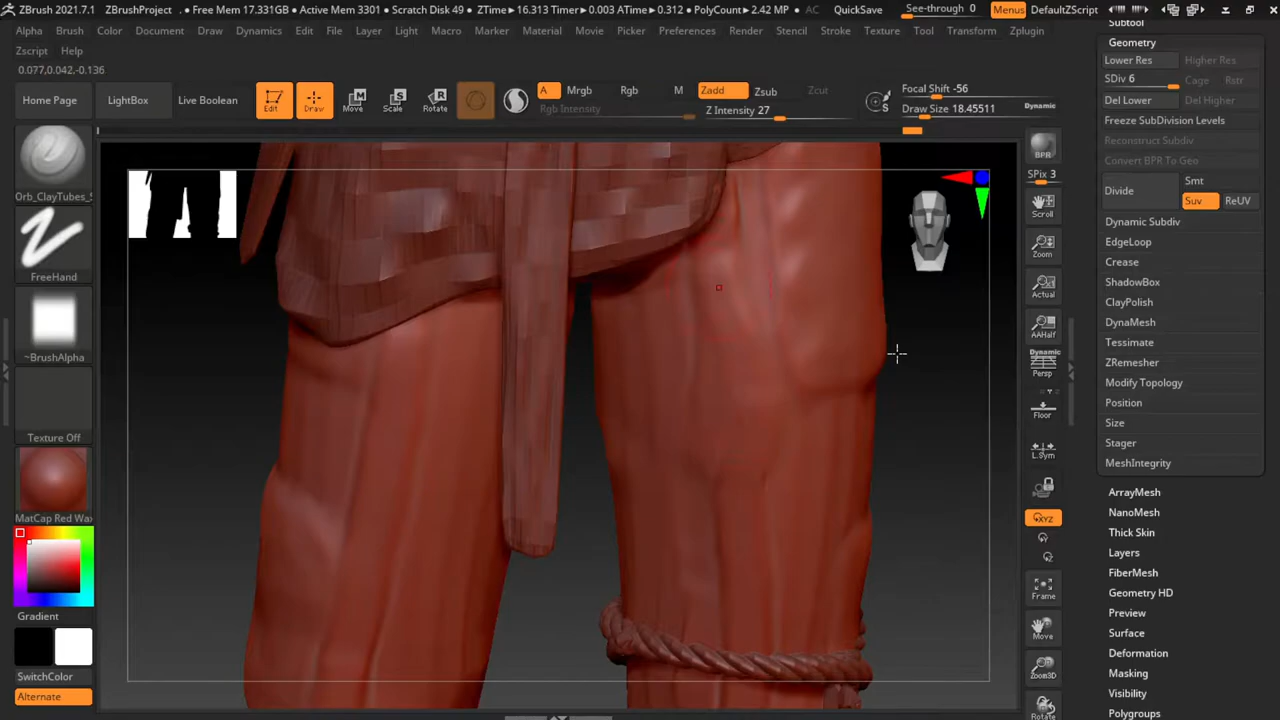 ZBrush 2021.7.1 ZBrushProject • Free Mem 17.331GB • Active Mem 3301 • Scratch Disk 49 • ZTime▸16.313 Timer▸0.003 ATime▸0.312 • PolyCount▸2.42 MP • AC QuickSave See-through 0 Menus DefaultZScript
Alpha Brush Color Document Draw Dynamics Edit File Layer Light Macro Marker Material Movie Picker Preferences Render Stencil Stroke Texture Tool Transform Zplugin
Zscript Help
0.077,0.042,-0.136
Home Page LightBox Live Boolean Edit Draw Move Scale Rotate A Mrgb Rgb M Zadd Zsub Zcut Focal Shift -56
Rgb Intensity Z Intensity 27 Draw Size 18.45511 Dynamic
Orb_ClayTubes_S
FreeHand
~BrushAlpha
Texture Off
MatCap Red Wax
Gradient
SwitchColor
Alternate
BPR
SPix 3
Scroll
Zoom
Actual
AAHalf
Dynamic
Persp
Floor
L.Sym
XYZ
Frame
Move
Zoom3D
Rotate
Subtool
Geometry
Lower Res Higher Res
SDiv 6 Cage Rstr
Del Lower Del Higher
Freeze SubDivision Levels
Reconstruct Subdiv
Convert BPR To Geo
Divide Smt
Suv ReUV
Dynamic Subdiv
EdgeLoop
Crease
ShadowBox
ClayPolish
DynaMesh
Tessimate
ZRemesher
Modify Topology
Position
Size
Stager
MeshIntegrity
ArrayMesh
NanoMesh
Thick Skin
Layers
FiberMesh
Geometry HD
Preview
Surface
Deformation
Masking
Visibility
Polygroups